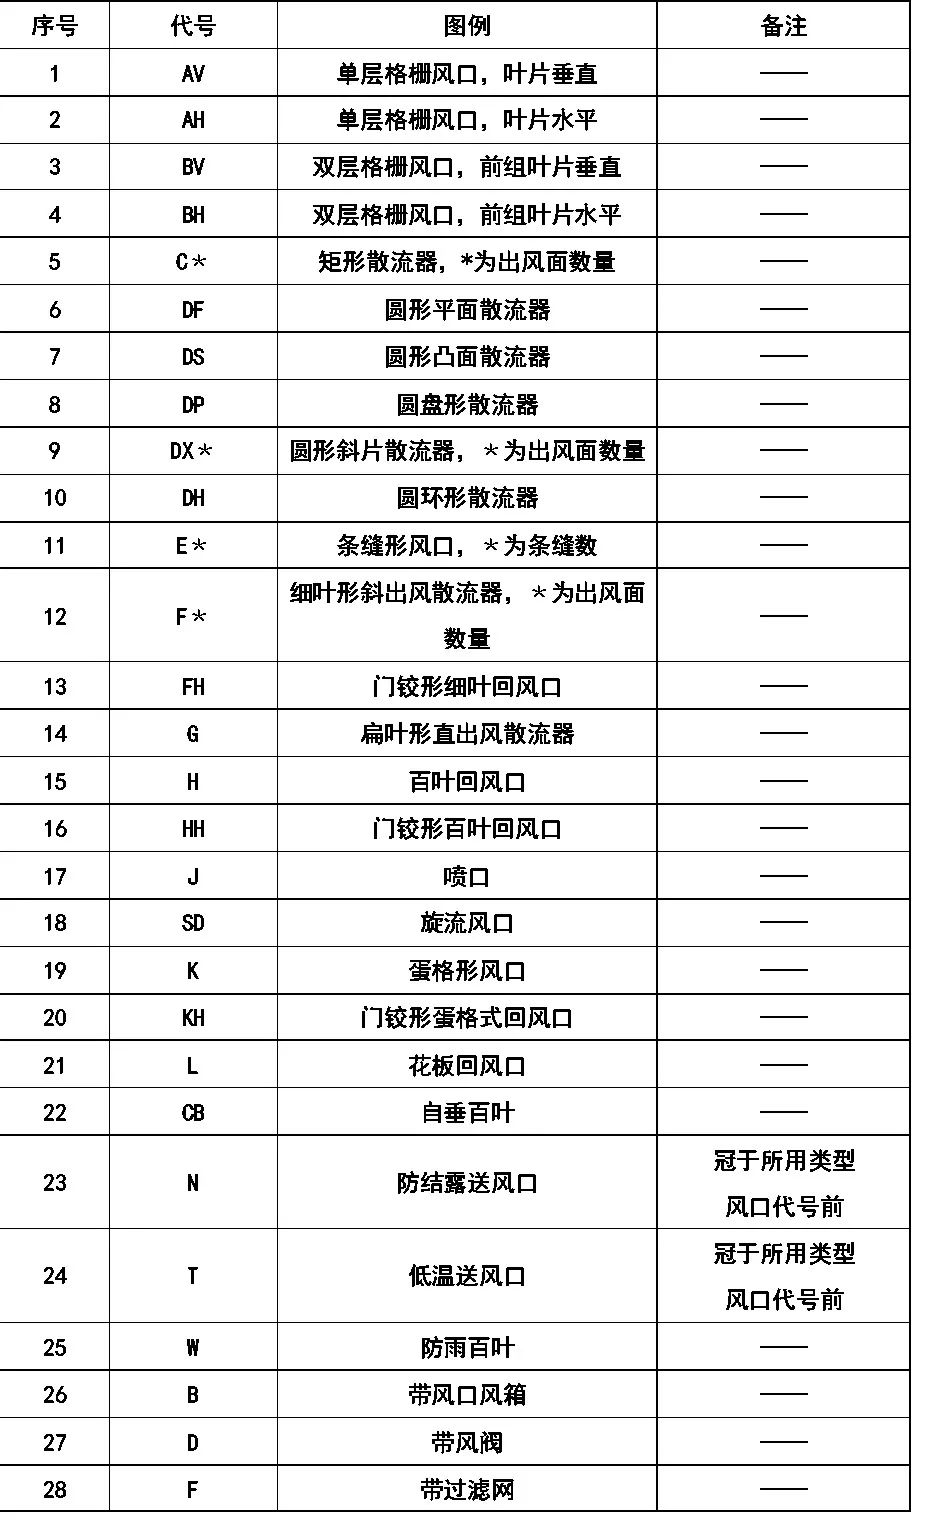 序号 代号 图例 备注
1 AV 单层格栅风口，叶片垂直 ——
2 AH 单层格栅风口，叶片水平 ——
3 BV 双层格栅风口，前组叶片垂直 ——
4 BH 双层格栅风口，前组叶片水平 ——
5 C＊ 矩形散流器，*为出风面数量 ——
6 DF 圆形平面散流器 ——
7 DS 圆形凸面散流器 ——
8 DP 圆盘形散流器 ——
9 DX＊ 圆形斜片散流器，＊为出风面数量 ——
10 DH 圆环形散流器 ——
11 E＊ 条缝形风口，＊为条缝数 ——
12 F＊ 细叶形斜出风散流器，＊为出风面 ——
数量
13 FH 门铰形细叶回风口 ——
14 G 扁叶形直出风散流器 ——
15 H 百叶回风口 ——
16 HH 门铰形百叶回风口 ——
17 J 喷口 ——
18 SD 旋流风口 ——
19 K 蛋格形风口 ——
20 KH 门铰形蛋格式回风口 ——
21 L 花板回风口 ——
22 CB 自垂百叶 ——
23 N 防结露送风口 冠于所用类型
风口代号前
24 T 低温送风口 冠于所用类型
风口代号前
25 W 防雨百叶 ——
26 B 带风口风箱 ——
27 D 带风阀 ——
28 F 带过滤网 ——